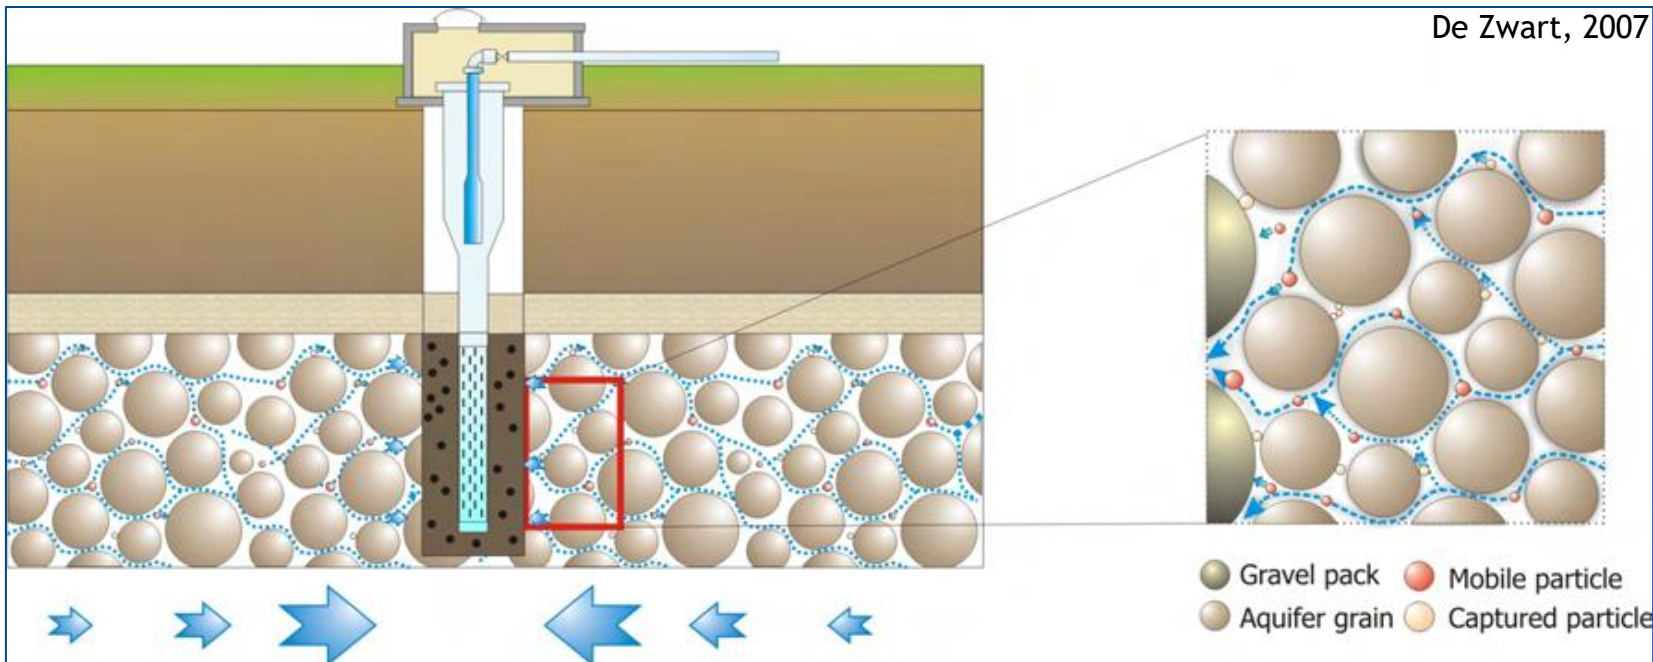 De Zwart, 2007
Gravel pack
Mobile particle
Aquifer grain
Captured particle